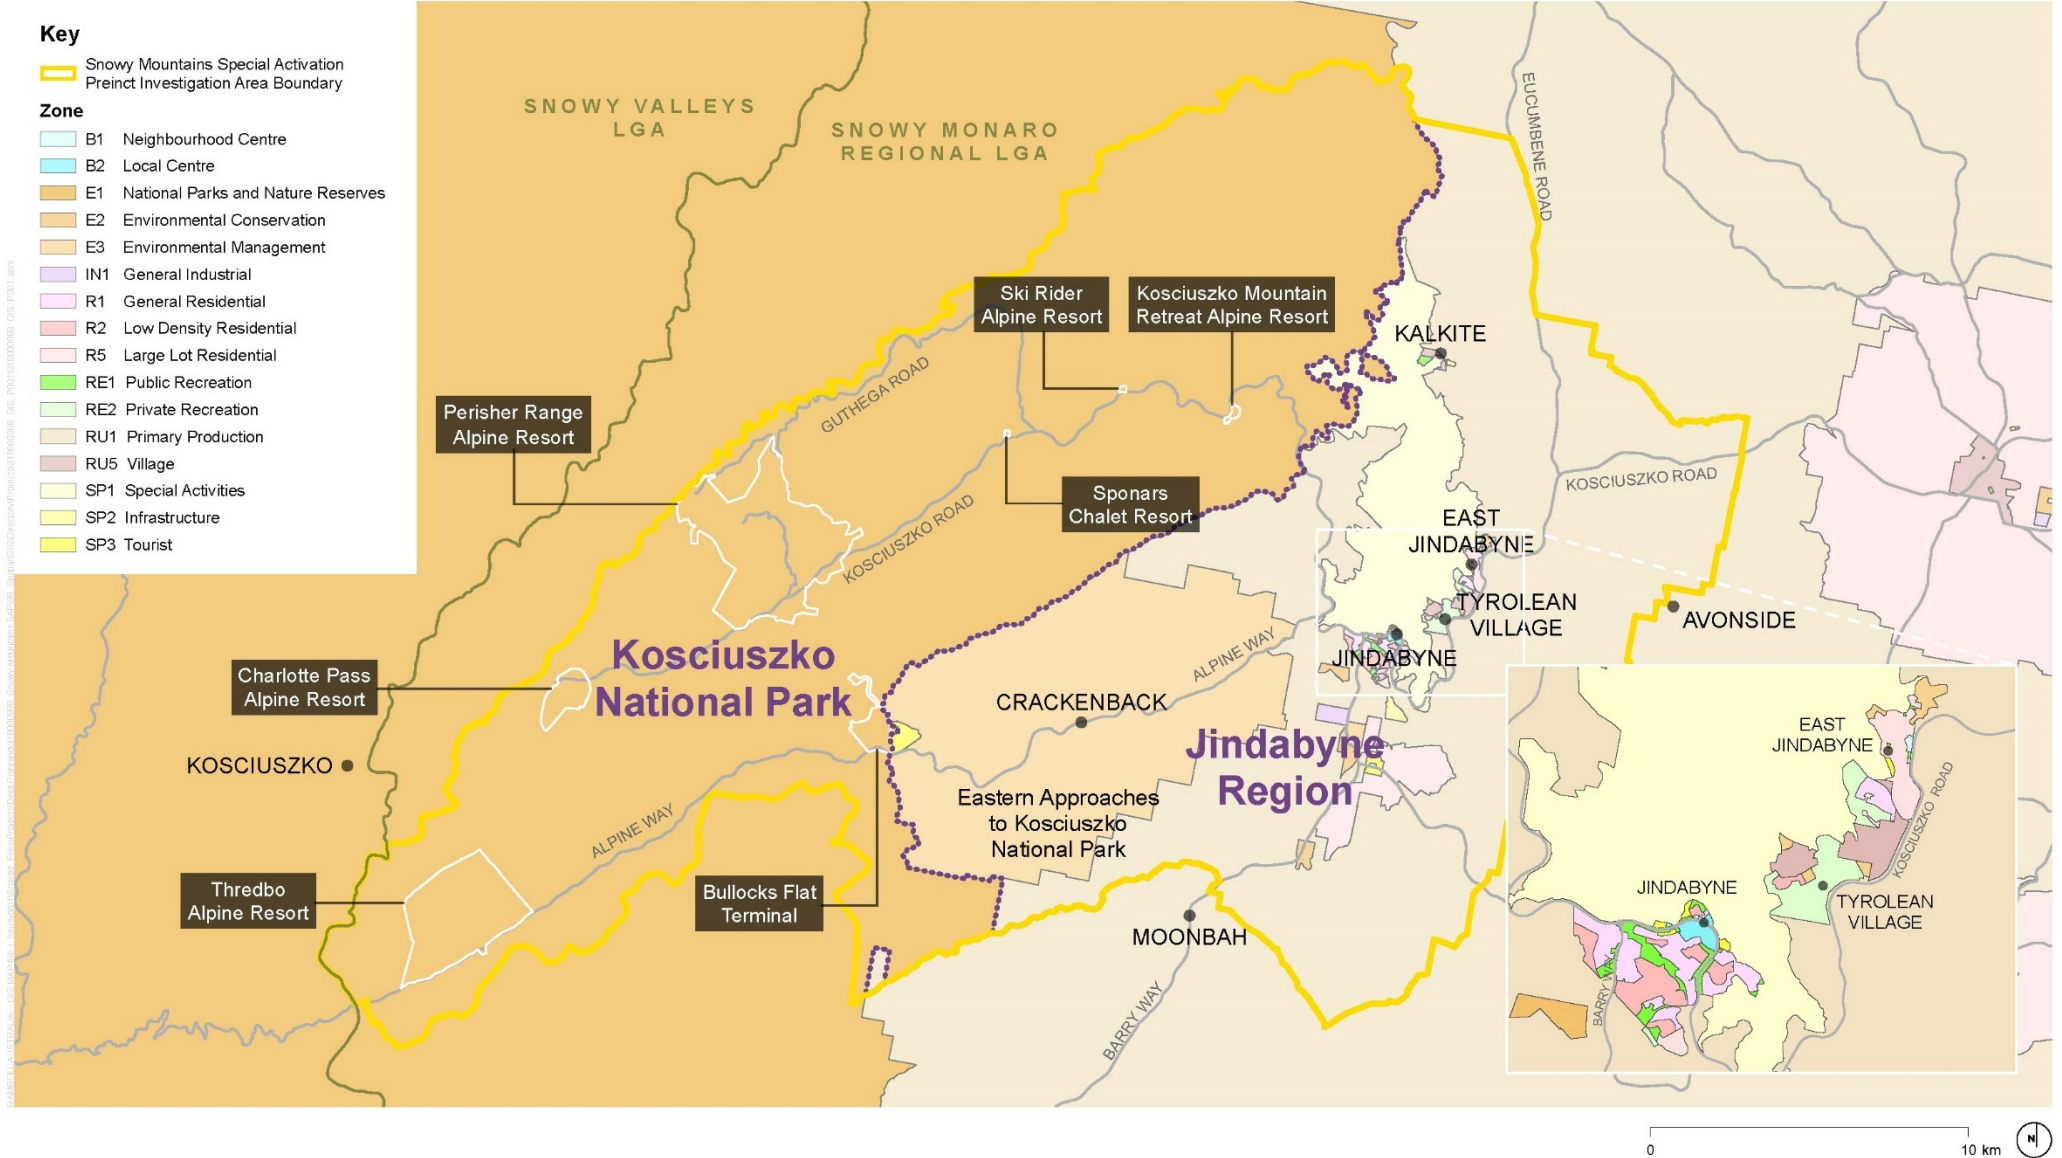 Key
Snowy Mountains Special Activation
Preinct Investigation Area Boundary
Zone
B1 Neighbourhood Centre
B2 Local Centre
E1 National Parks and Nature Reserves
E2 Environmental Conservation
E3 Environmental Management
IN1 General Industrial
R1 General Residential
R2 Low Density Residential
R5 Large Lot Residential
RE1 Public Recreation
RE2 Private Recreation
RU1 Primary Production
RU5 Village
SP1 Special Activities
SP2 Infrastructure
SP3 Tourist
SNOWY VALLEYS
LGA
SNOWY MONARO
REGIONAL LGA
EUCUMBENE ROAD
Ski Rider
Alpine Resort
Kosciuszko Mountain
Retreat Alpine Resort
KALKITE
GUTHEGA ROAD
Perisher Range
Alpine Resort
Sponars
Chalet Resort
KOSCIUSZKO ROAD
KOSCIUSZKO ROAD
EAST
JINDABYNE
TYROLEAN
VILLAGE
AVONSIDE
JINDABYNE
ALPINE WAY
Kosciuszko
National Park
Charlotte Pass
Alpine Resort
CRACKENBACK
Jindabyne
Region
KOSCIUSZKO
Eastern Approaches
to Kosciuszko
National Park
ALPINE WAY
Thredbo
Alpine Resort
Bullocks Flat
Terminal
MOONBAH
BARRY WAY
EAST
JINDABYNE
KOSCIUSZKO ROAD
JINDABYNE
TYROLEAN
VILLAGE
0 10 km
N